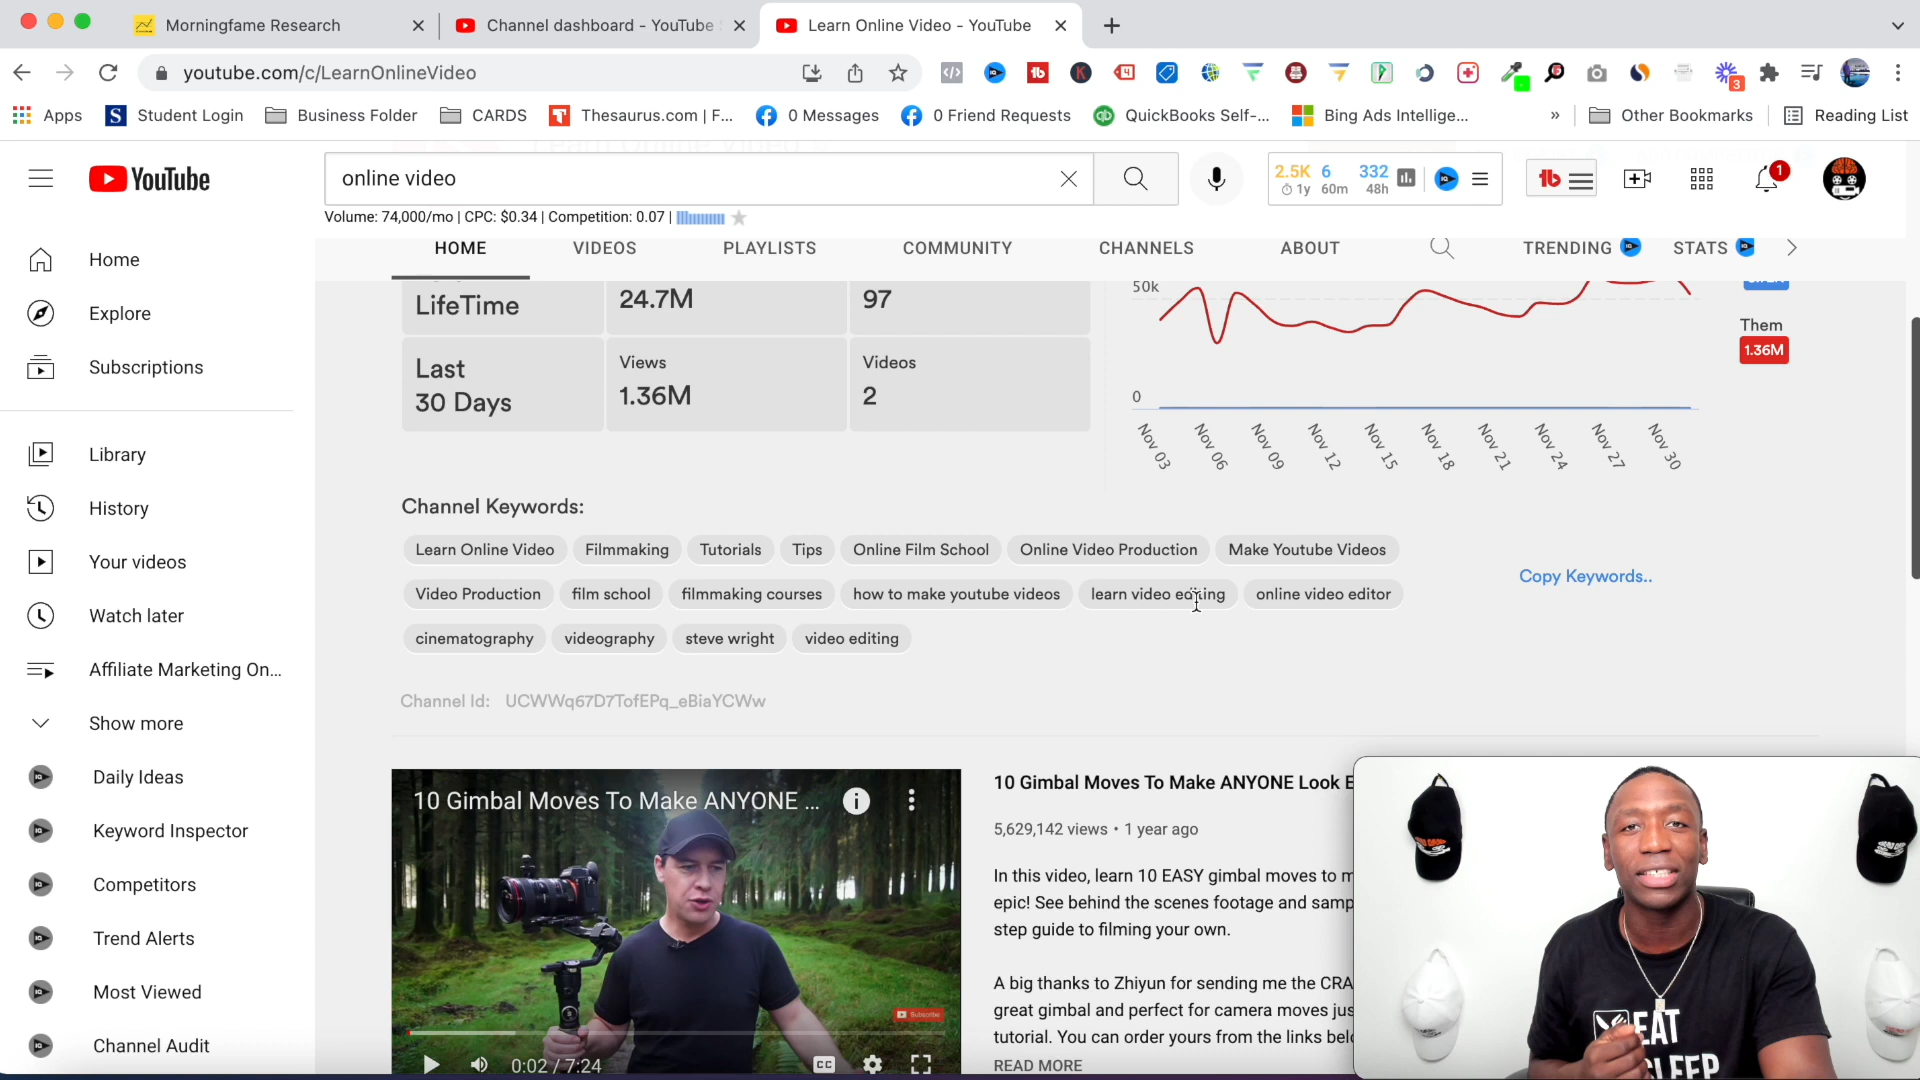 Morningfame Research
Channel dashboard - YouTube S
Learn Online Video - YouTube
youtube.com/c/LearnOnlineVideo
Apps
Student Login
Business Folder
CARDS
Thesaurus.com | F...
0 Messages
0 Friend Requests
QuickBooks Self-...
Bing Ads Intellige...
»
Other Bookmarks
Reading List
YouTube
online video
2.5K 6 332
1y 60m 48h
1
Volume: 74,000/mo | CPC: $0.34 | Competition: 0.07 |
HOME
VIDEOS
PLAYLISTS
COMMUNITY
CHANNELS
ABOUT
TRENDING
STATS
Home
Explore
Subscriptions
Library
History
Your videos
Watch later
Affiliate Marketing On...
Show more
Daily Ideas
Keyword Inspector
Competitors
Trend Alerts
Most Viewed
Channel Audit
LifeTime
24.7M
97
Last
30 Days
Views
1.36M
Videos
2
50k
0
Nov 03
Nov 06
Nov 09
Nov 12
Nov 15
Nov 18
Nov 21
Nov 24
Nov 27
Nov 30
Them
1.36M
Channel Keywords:
Learn Online Video
Filmmaking
Tutorials
Tips
Online Film School
Online Video Production
Make Youtube Videos
Video Production
film school
filmmaking courses
how to make youtube videos
learn video editing
online video editor
cinematography
videography
steve wright
video editing
Copy Keywords..
Channel Id: UCWWq67D7TofEPq_eBiaYCWw
10 Gimbal Moves To Make ANYONE ...
Subscribe
0:02 / 7:24
CC
10 Gimbal Moves To Make ANYONE Look E
5,629,142 views • 1 year ago
In this video, learn 10 EASY gimbal moves to m
epic! See behind the scenes footage and samp
step guide to filming your own.
A big thanks to Zhiyun for sending me the CRA
great gimbal and perfect for camera moves jus
tutorial. You can order yours from the links belo
READ MORE
EAT
SLEEP